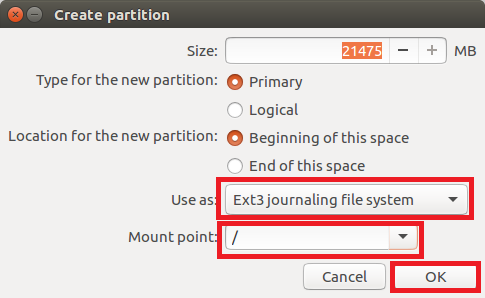 Create partition
Size: 21475 − + MB
Type for the new partition: Primary
Logical
Location for the new partition: Beginning of this space
End of this space
Use as: Ext3 journaling file system
Mount point: /
Cancel OK